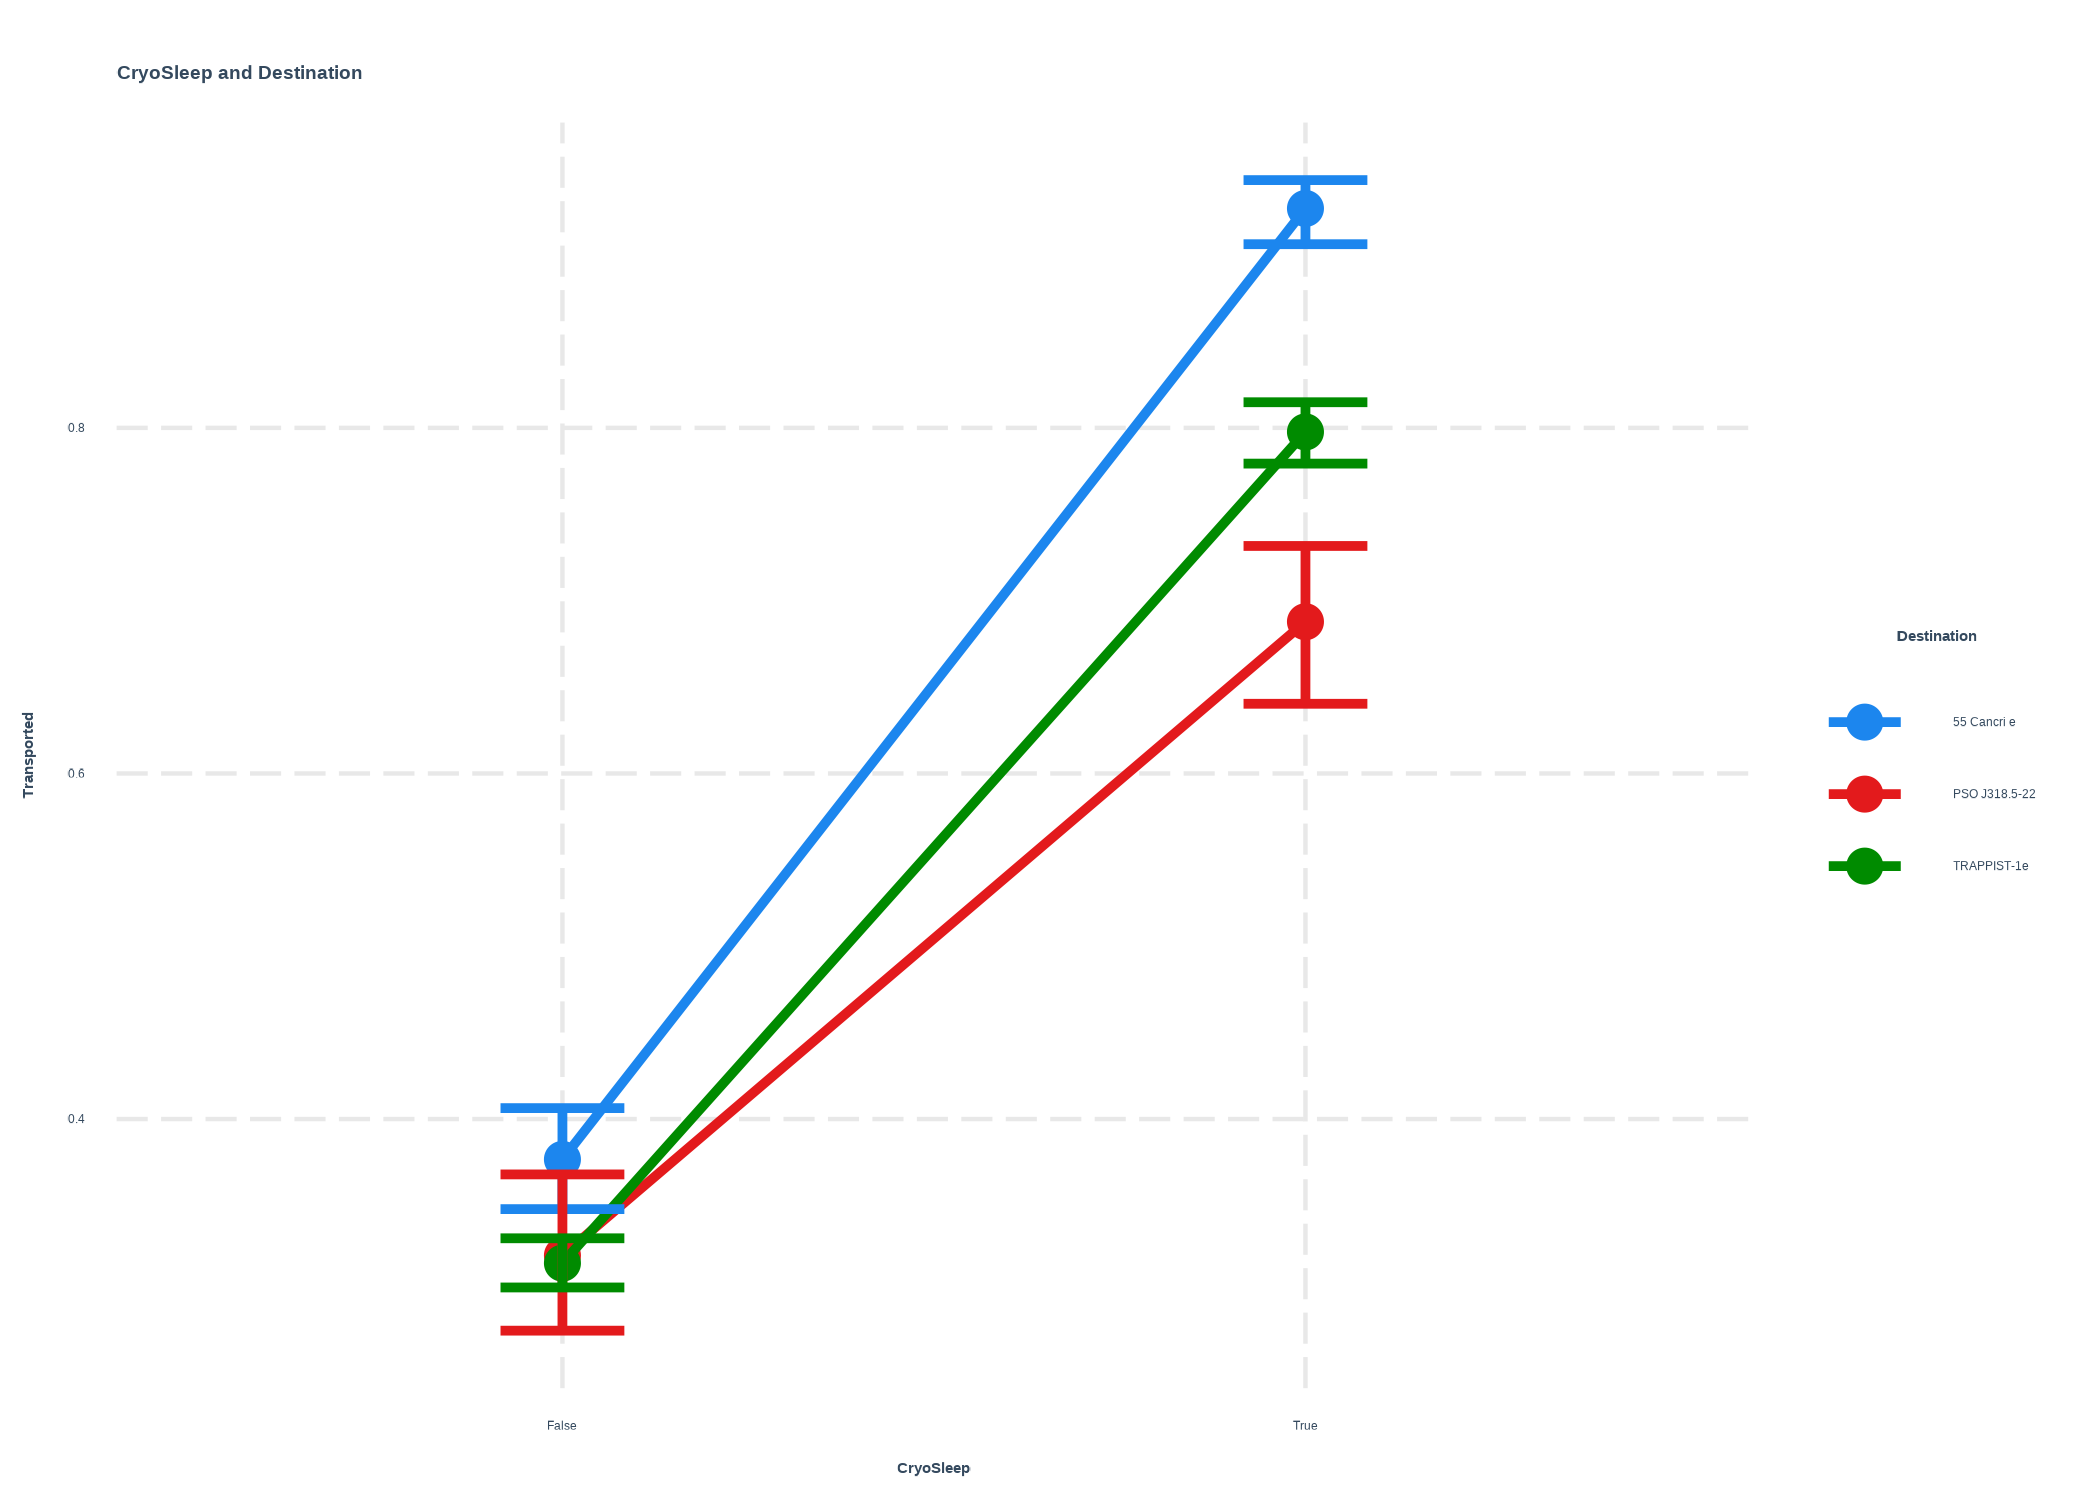 CryoSleep and Destination
0.8
0.6
0.4
Transported
False
True
CryoSleep
Destination
55 Cancri e
PSO J318.5-22
TRAPPIST-1e